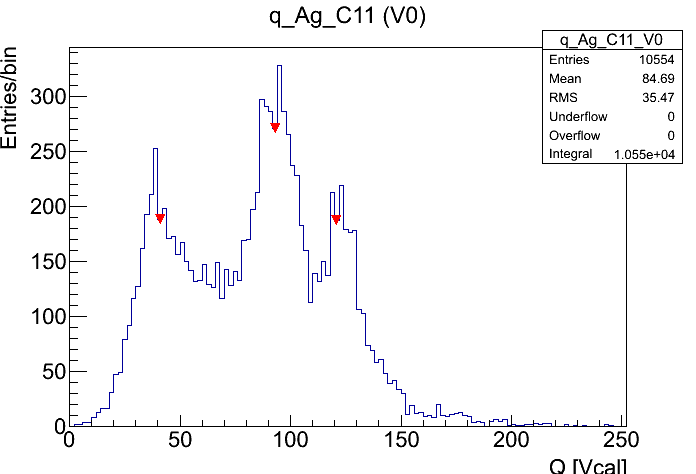 q_Ag_C11 (V0)
q_Ag_C11_V0
Entries 10554
Mean 84.69
RMS 35.47
Underflow 0
Overflow 0
Integral 1.055e+04
Entries/bin
300
250
200
150
100
50
0
0 50 100 150 200 250
Q [Vcal]